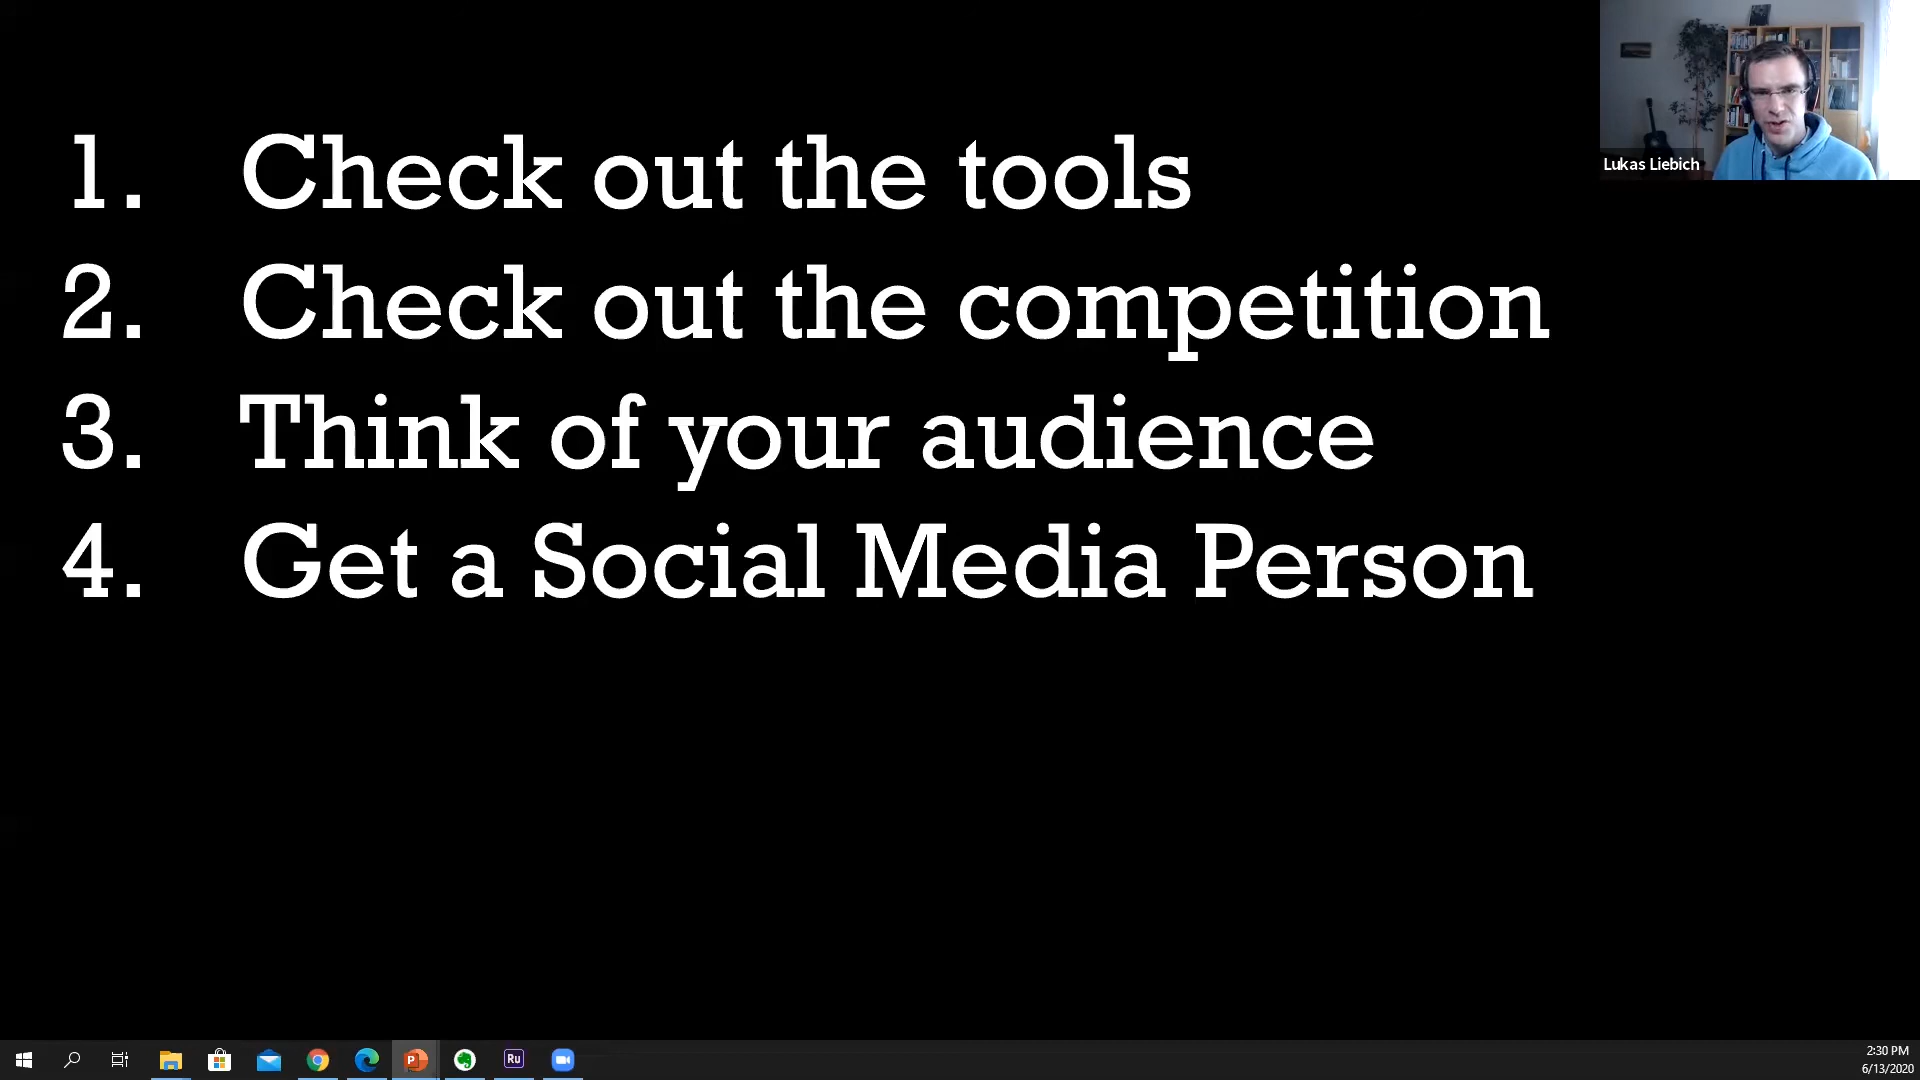 1. Check out the tools
2. Check out the competition
3. Think of your audience
4. Get a Social Media Person
Lukas Liebich
Ru
2:30 PM
6/13/2020